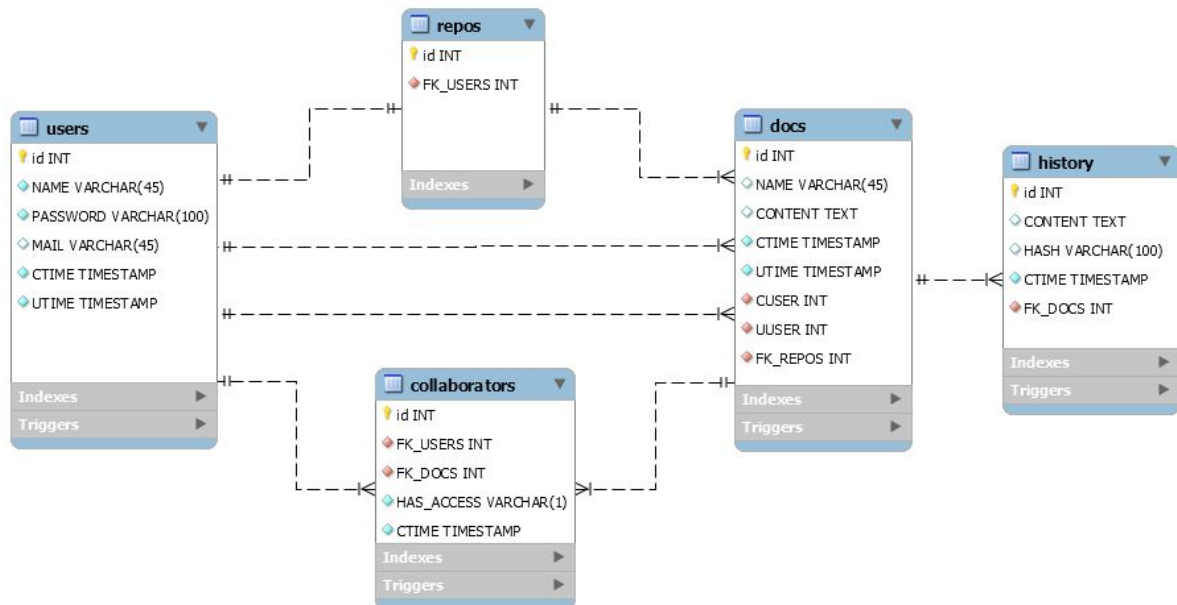 repos
id INT
FK_USERS INT
Indexes
users
id INT
NAME VARCHAR(45)
PASSWORD VARCHAR(100)
MAIL VARCHAR(45)
CTIME TIMESTAMP
UTIME TIMESTAMP
Indexes
Triggers
docs
id INT
NAME VARCHAR(45)
CONTENT TEXT
CTIME TIMESTAMP
UTIME TIMESTAMP
CUSER INT
UUSER INT
FK_REPOS INT
Indexes
Triggers
history
id INT
CONTENT TEXT
HASH VARCHAR(100)
CTIME TIMESTAMP
FK_DOCS INT
Indexes
Triggers
collaborators
id INT
FK_USERS INT
FK_DOCS INT
HAS_ACCESS VARCHAR(1)
CTIME TIMESTAMP
Indexes
Triggers